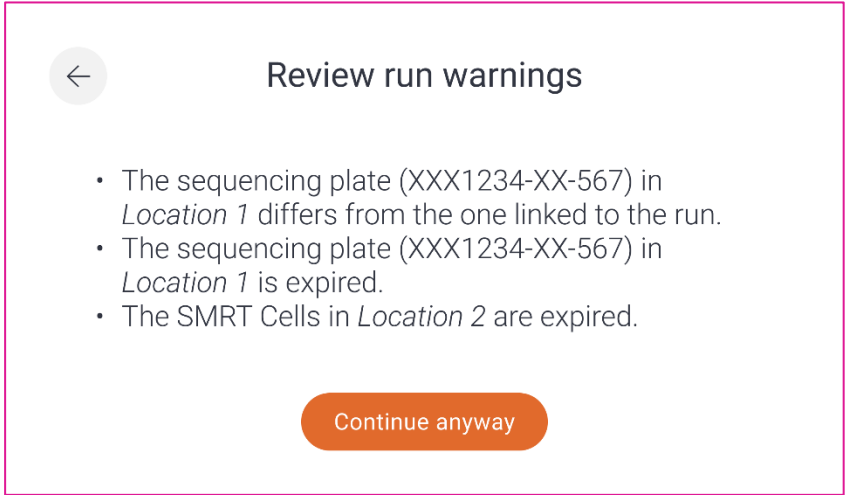 Review run warnings
• The sequencing plate (XXX1234-XX-567) in
Location 1 differs from the one linked to the run.
• The sequencing plate (XXX1234-XX-567) in
Location 1 is expired.
• The SMRT Cells in Location 2 are expired.
Continue anyway